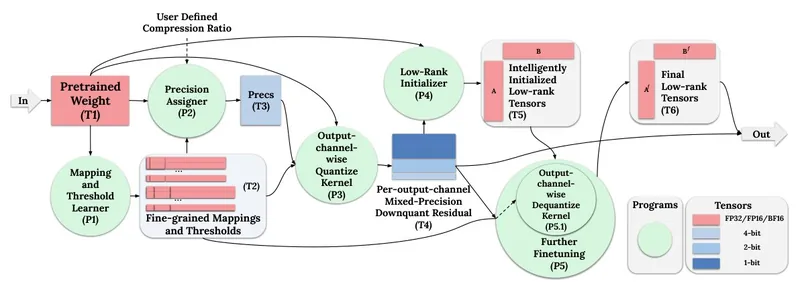 User Defined
Compression Ratio
In
Pretrained
Weight
(T1)
Precision
Assigner
(P2)
Precs
(T3)
Mapping
and
Threshold
Learner
(P1)
...
(T2)
...
Fine-grained Mappings
and Thresholds
Output-
channel-
wise
Quantize
Kernel
(P3)
Low-Rank
Initializer
(P4)
Per-output-channel
Mixed-Precision
Downquant Residual
(T4)
B
A
Intelligently
Initialized
Low-rank
Tensors
(T5)
Output-
channel-
wise
Dequantize
Kernel
(P5.1)
Further
Finetuning
(P5)
B^f
A^f
Final
Low-rank
Tensors
(T6)
Out
Programs
Tensors
FP32/FP16/BF16
4-bit
2-bit
1-bit